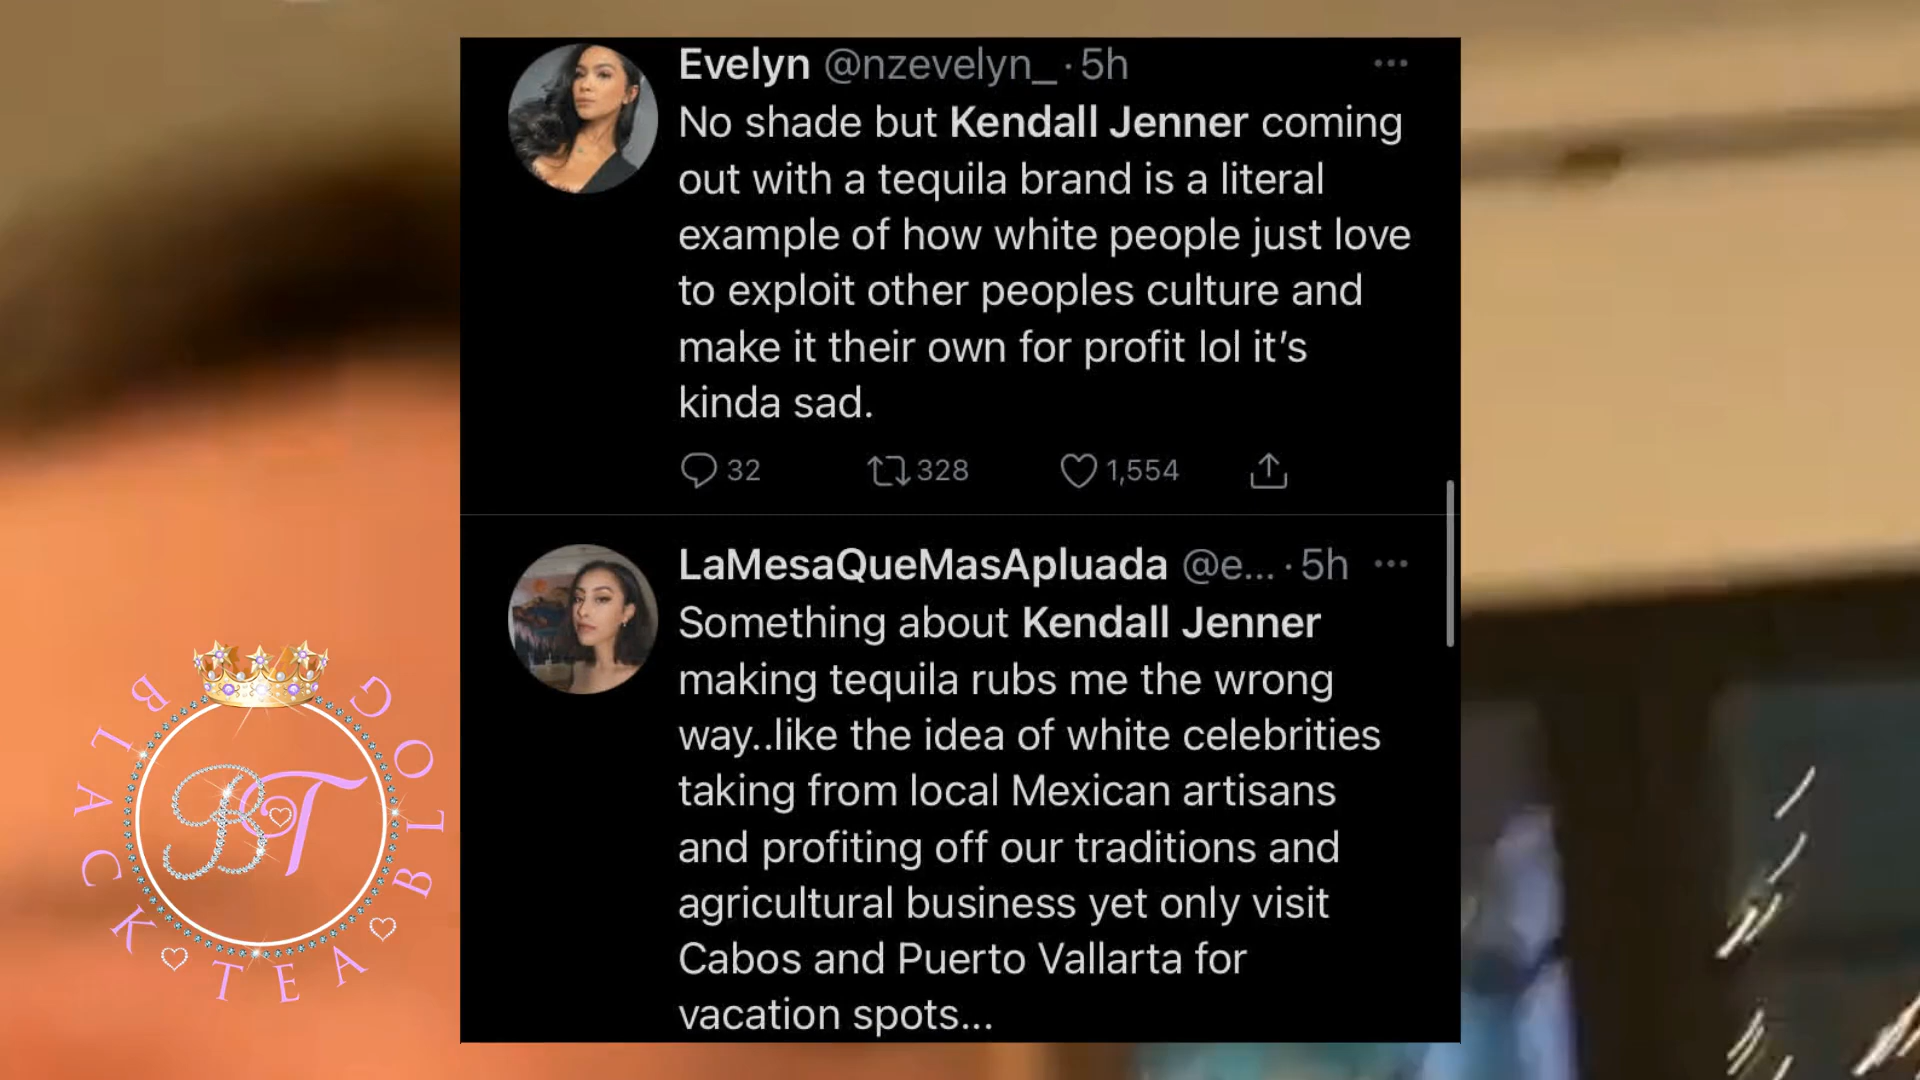 Evelyn @nzevelyn_ · 5h
No shade but Kendall Jenner coming
out with a tequila brand is a literal
example of how white people just love
to exploit other peoples culture and
make it their own for profit lol it’s
kinda sad.
32 328 1,554
LaMesaQueMasApluada @e... · 5h
Something about Kendall Jenner
making tequila rubs me the wrong
way..like the idea of white celebrities
taking from local Mexican artisans
and profiting off our traditions and
agricultural business yet only visit
Cabos and Puerto Vallarta for
vacation spots...
BT
BLACK TEA BLOG